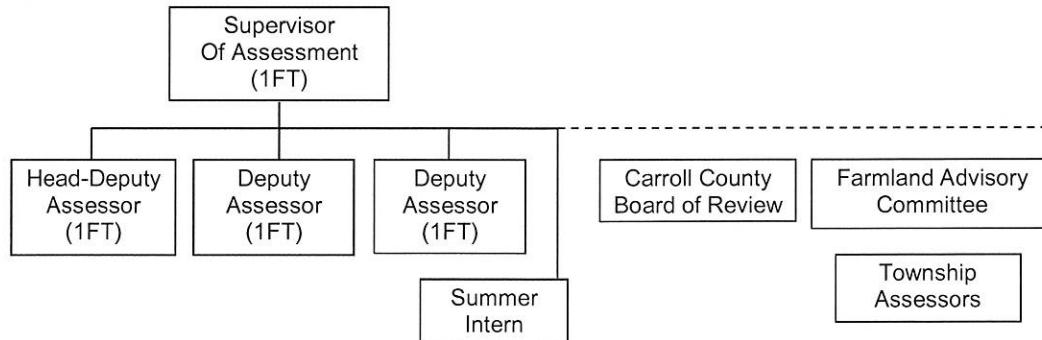 Supervisor
Of Assessment
(1FT)
Head-Deputy
Assessor
(1FT)
Deputy
Assessor
(1FT)
Deputy
Assessor
(1FT)
Carroll County
Board of Review
Farmland Advisory
Committee
Summer
Intern
Township
Assessors